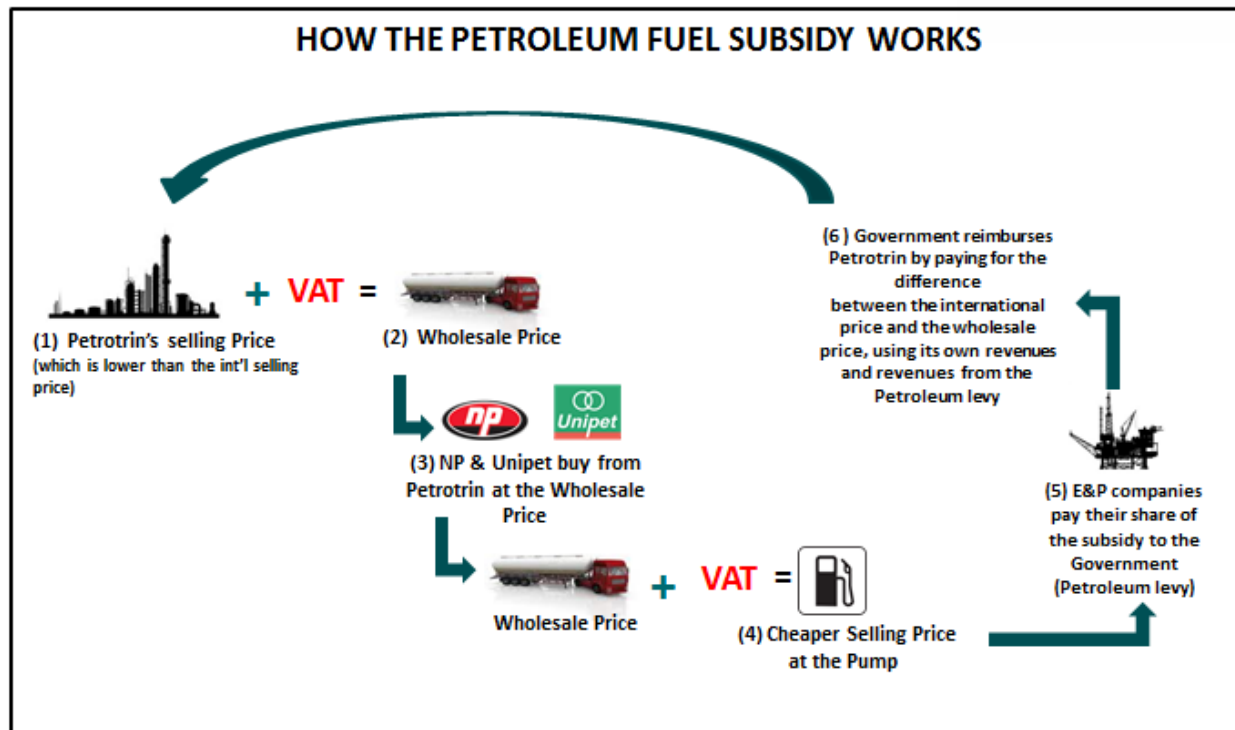 HOW THE PETROLEUM FUEL SUBSIDY WORKS
(1) Petrotrin's selling Price
(which is lower than the int'l selling
price)
+ VAT =
(2) Wholesale Price
np
Unipet
(3) NP & Unipet buy from
Petrotrin at the Wholesale
Price
Wholesale Price
+ VAT =
(4) Cheaper Selling Price
at the Pump
(5) E&P companies
pay their share of
the subsidy to the
Government
(Petroleum levy)
(6 ) Government reimburses
Petrotrin by paying for the
difference
between the international
price and the wholesale
price, using its own revenues
and revenues from the
Petroleum levy